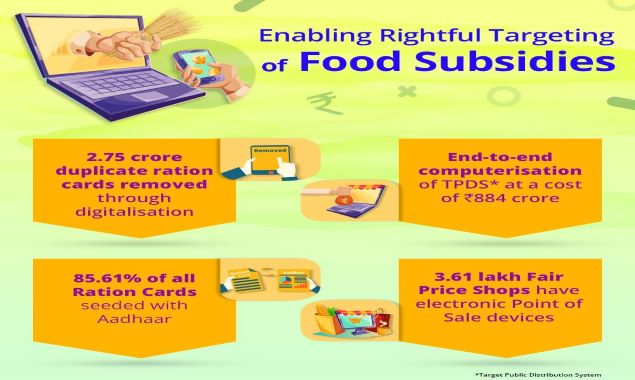 Enabling Rightful Targeting
of Food Subsidies
2.75 crore
duplicate ration
cards removed
through
digitalisation
Removed
End-to-end
computerisation
of TPDS* at a cost
of ₹884 crore
85.61% of all
Ration Cards
seeded with
Aadhaar
3.61 lakh Fair
Price Shops have
electronic Point of
Sale devices
*Target Public Distribution System